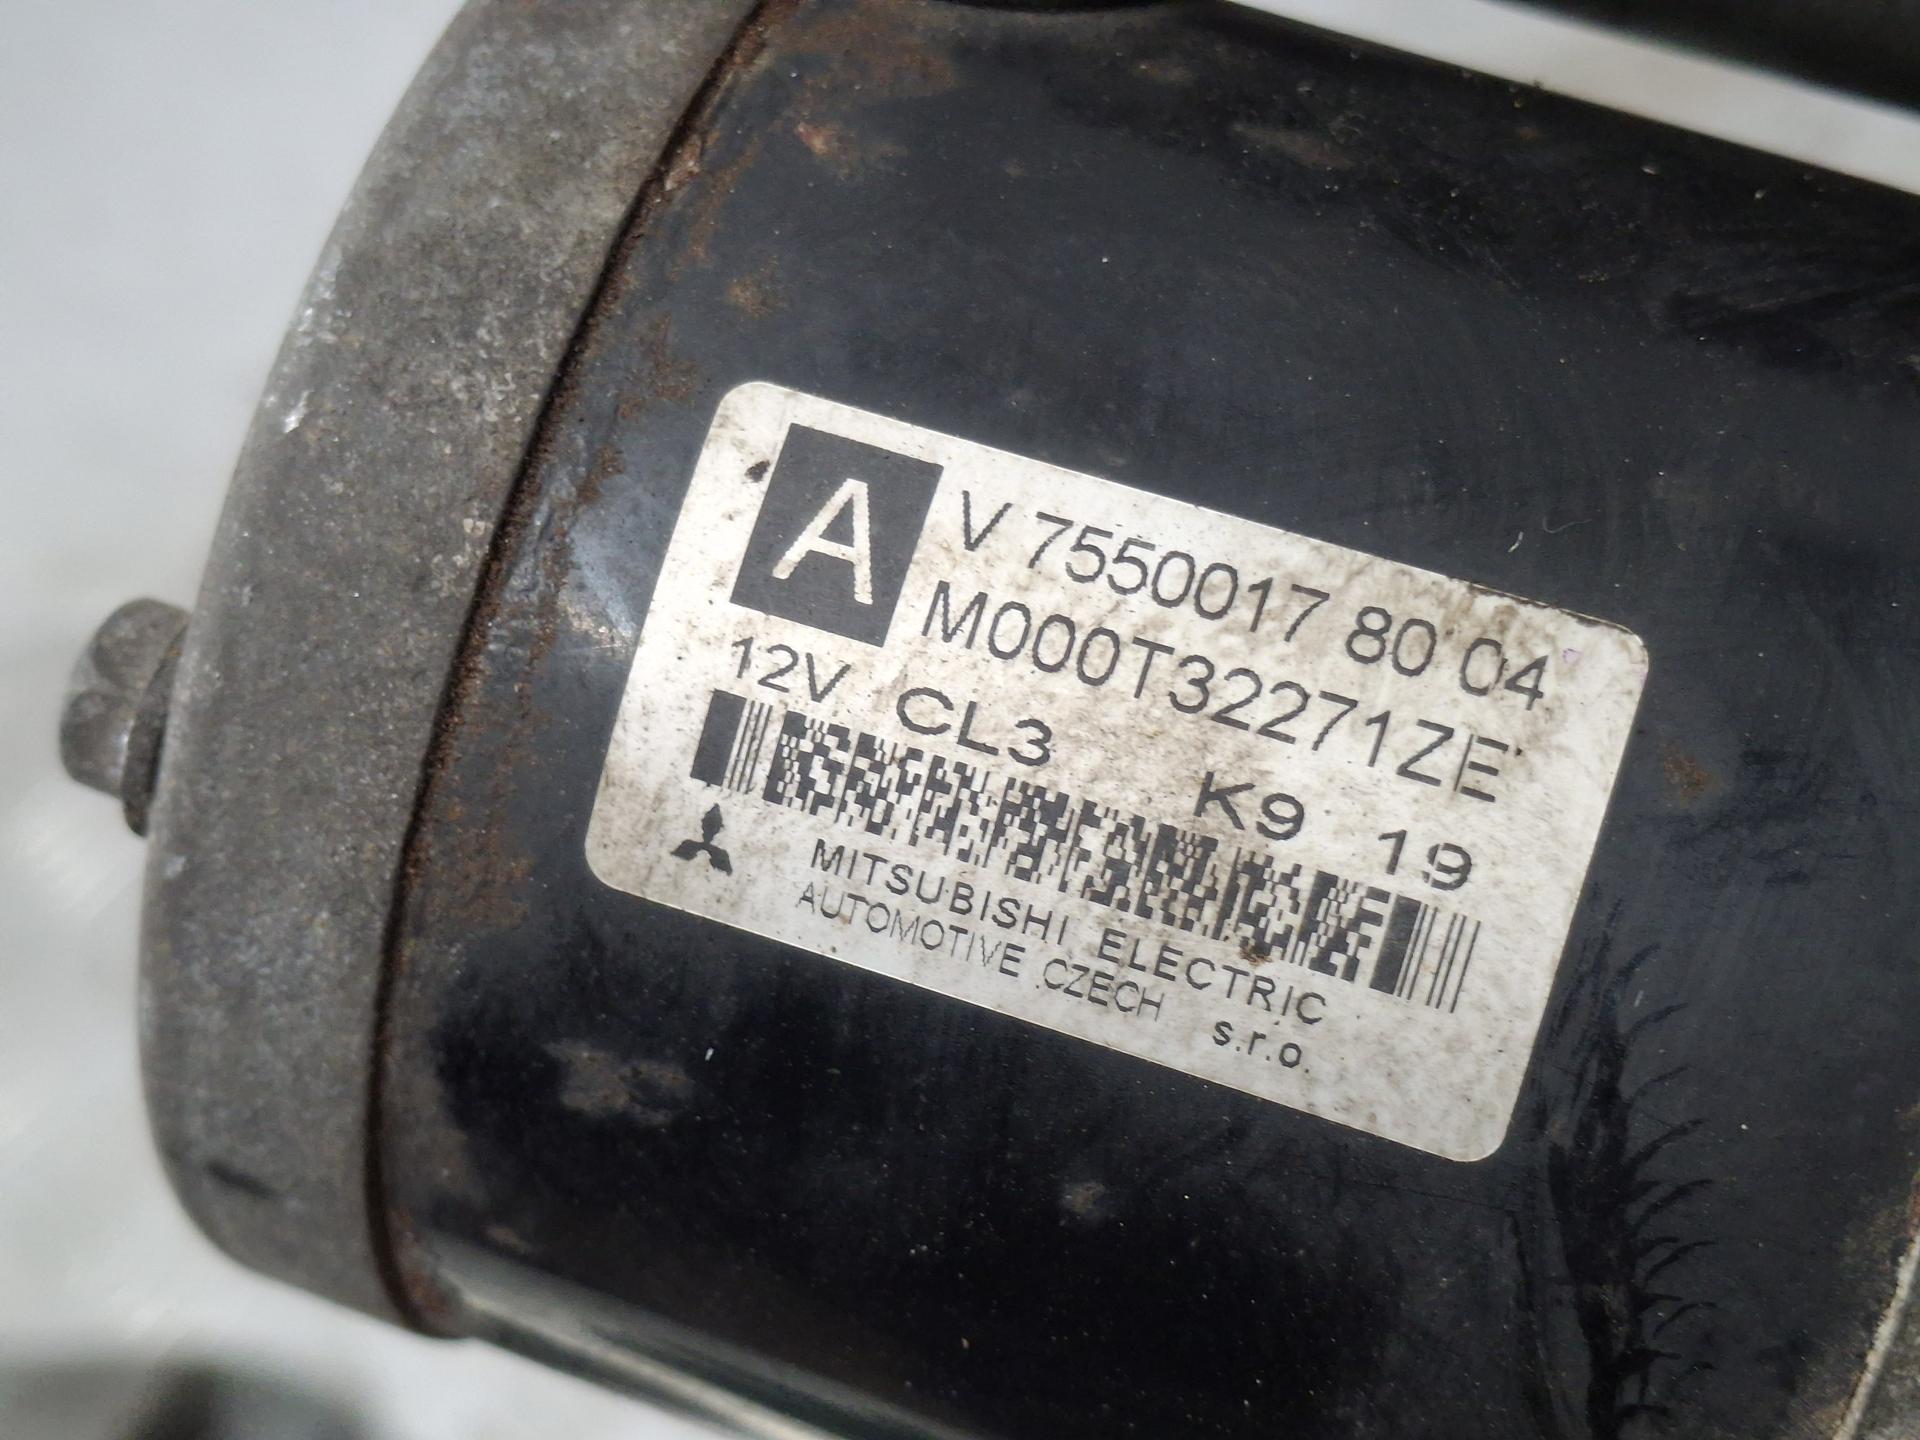 A
V 7550017 80 04
M000T32271ZE
12V CL3 K9 19
MITSUBISHI ELECTRIC
AUTOMOTIVE CZECH s.r.o.